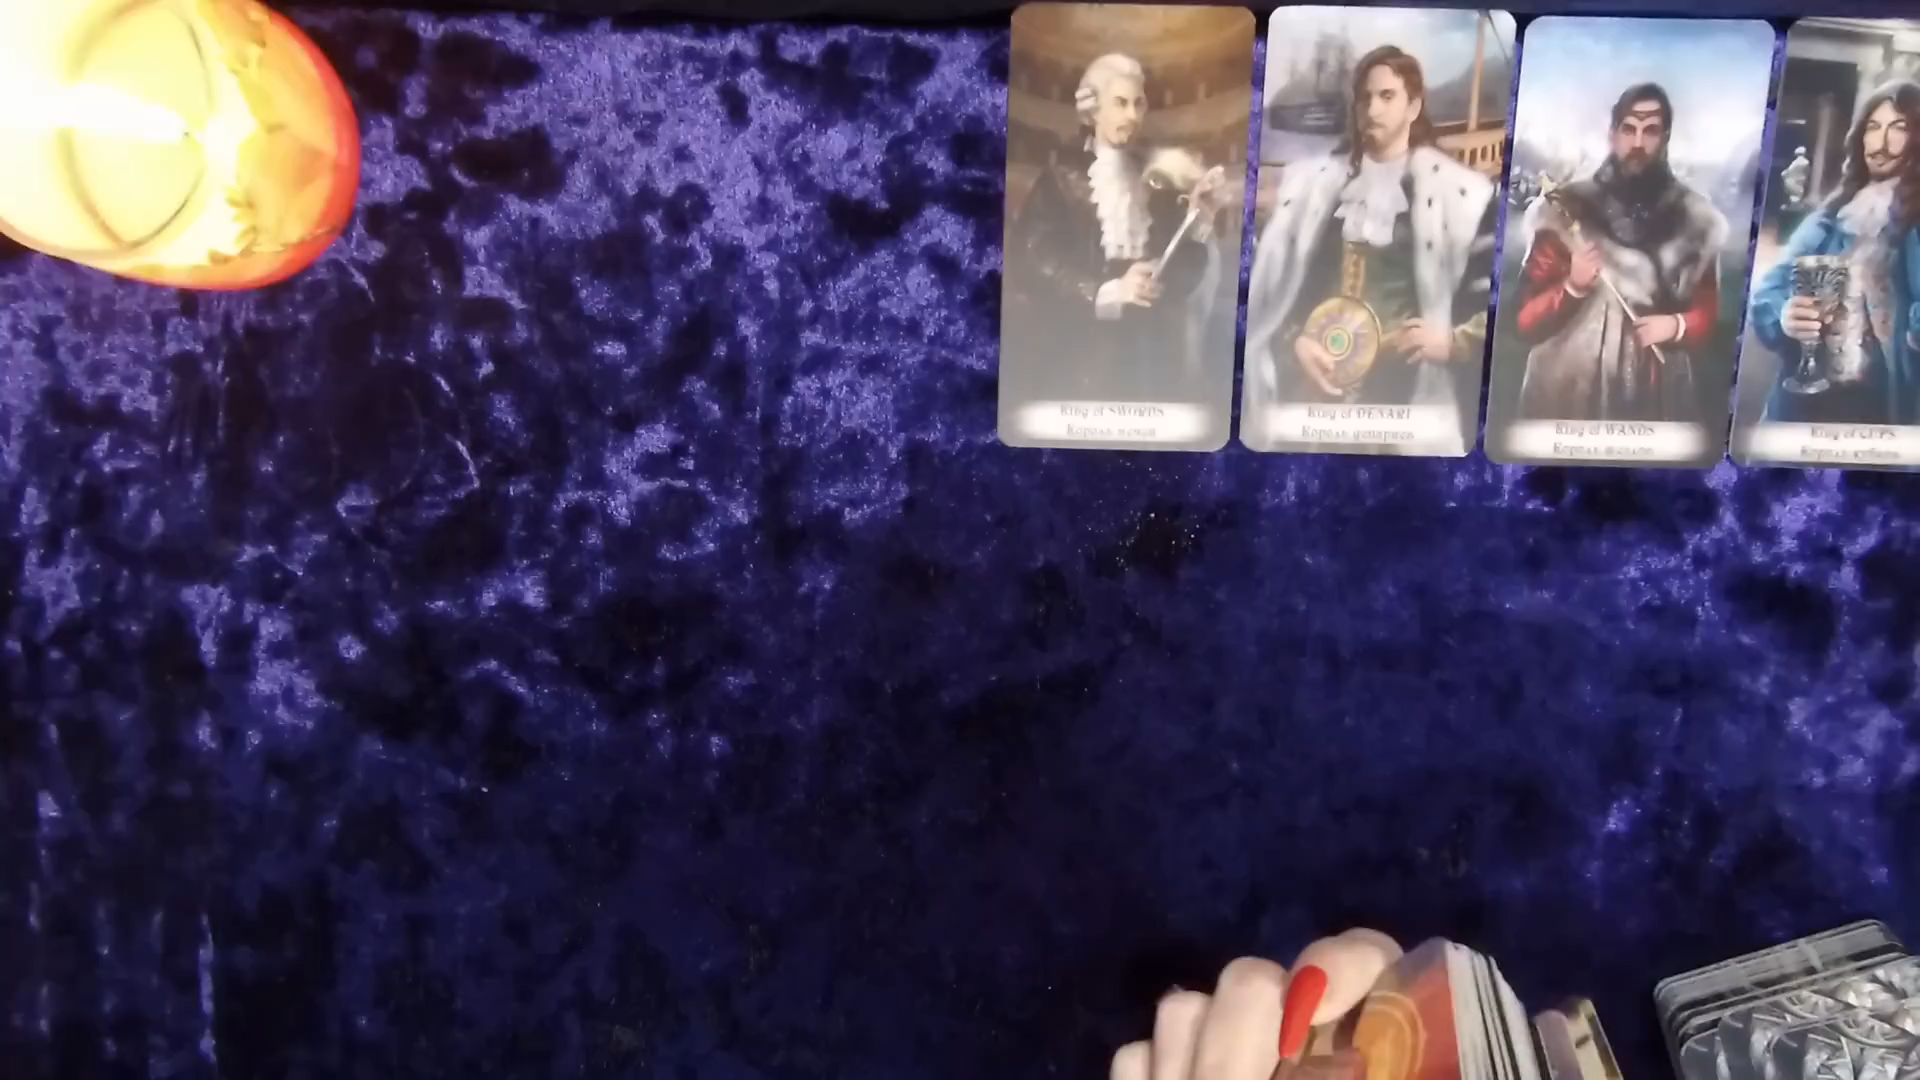 King of SWORDS
Король мечей
King of DENARI
Король денариев
King of WANDS
Король жезлов
King of CUPS
Король кубков